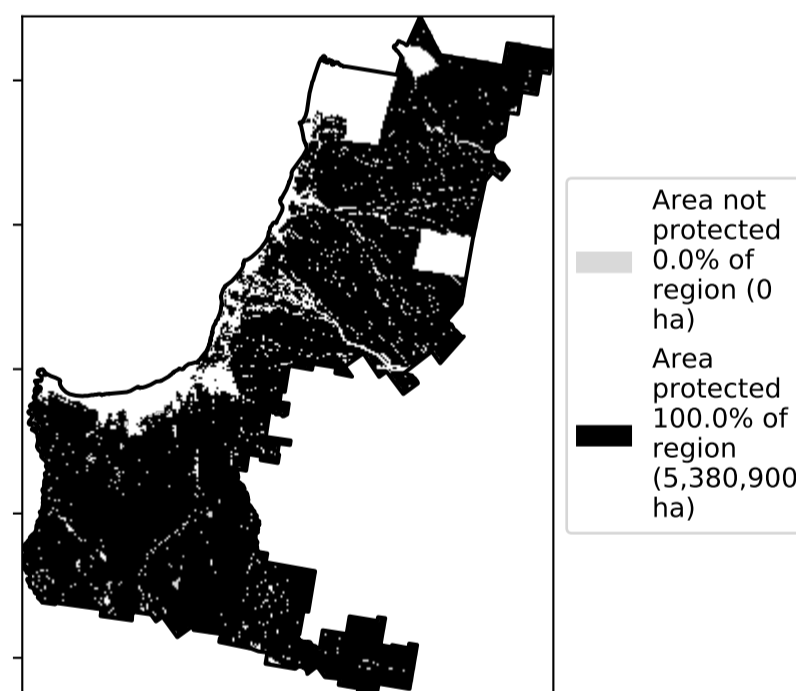 Area not
protected
0.0% of
region (0
ha)
Area
protected
100.0% of
region
(5,380,900
ha)